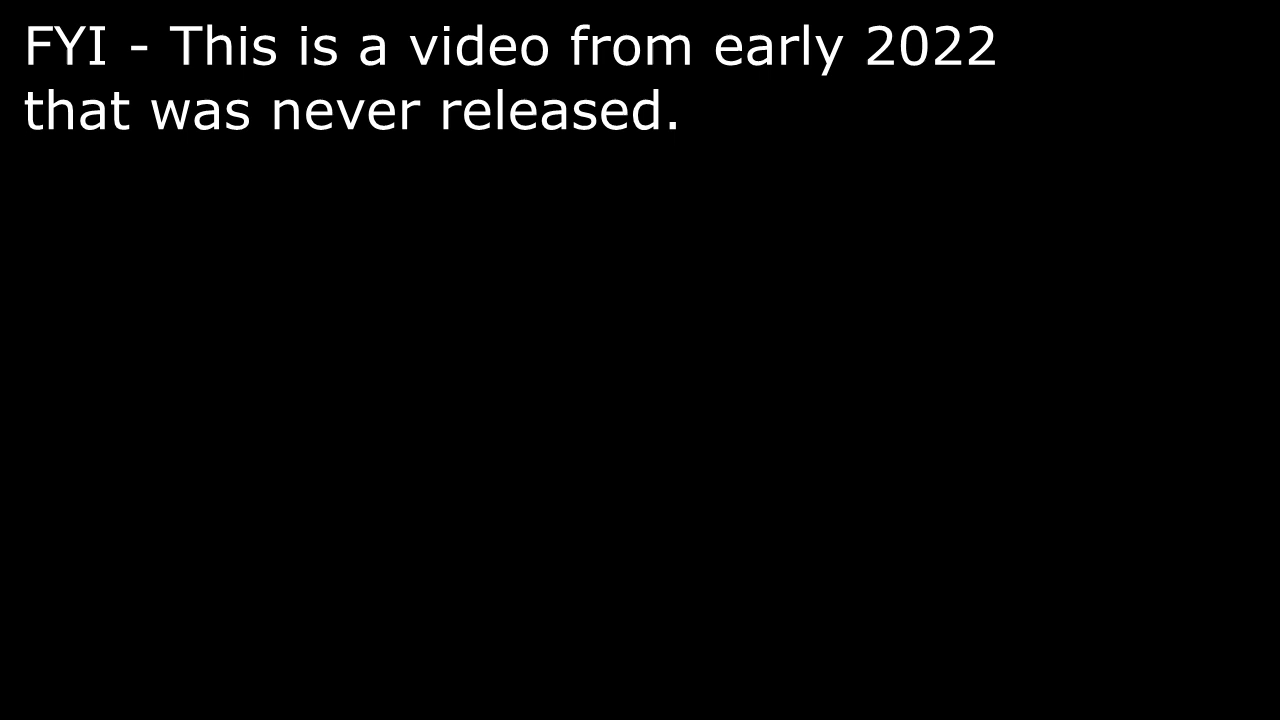 FYI - This is a video from early 2022
that was never released.